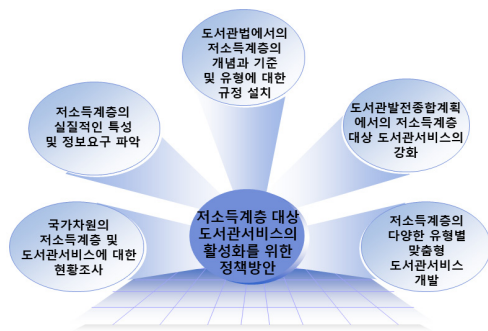 도서관법에서의
저소득계층의
개념과 기준
및 유형에 대한
규정 설치
저소득계층의
실질적인 특성
및 정보요구 파악
도서관발전종합계획
에서의 저소득계층
대상 도서관서비스의
강화
국가차원의
저소득계층 및
도서관서비스에 대한
현황조사
저소득계층 대상
도서관서비스의
활성화를 위한
정책방안
저소득계층의
다양한 유형별
맞춤형
도서관서비스
개발